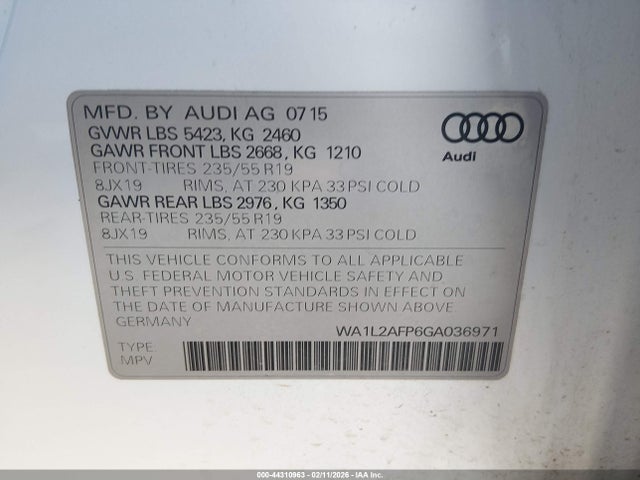 MFD. BY AUDI AG 07 15
GVWR LBS 5423, KG 2460
GAWR FRONT LBS 2668, KG 1210
FRONT-TIRES 235/55 R19
8JX19 RIMS, AT 230 KPA 33 PSI COLD
GAWR REAR LBS 2976, KG 1350
REAR-TIRES 235/55 R19
8JX19 RIMS, AT 230 KPA 33 PSI COLD
Audi
THIS VEHICLE CONFORMS TO ALL APPLICABLE
U.S. FEDERAL MOTOR VEHICLE SAFETY AND
THEFT PREVENTION STANDARDS IN EFFECT ON
THE DATE OF MANUFACTURE SHOWN ABOVE
GERMANY
WA1L2AFP6GA036971
TYPE:
MPV
000-44310963 - 02/11/2026 - COPART.COM